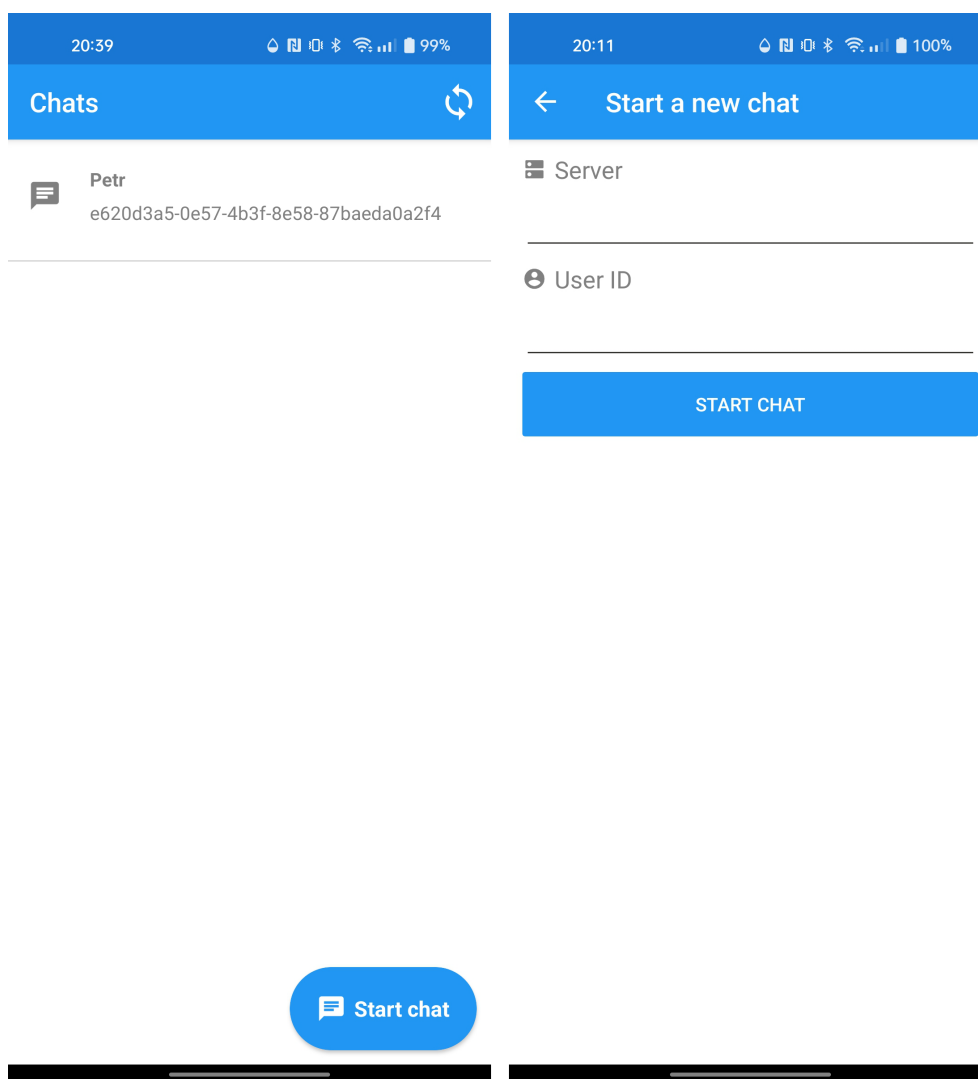 20:39 99%
Chats
Petr
e620d3a5-0e57-4b3f-8e58-87baeda0a2f4
Start chat
20:11 100%
Start a new chat
Server
User ID
START CHAT